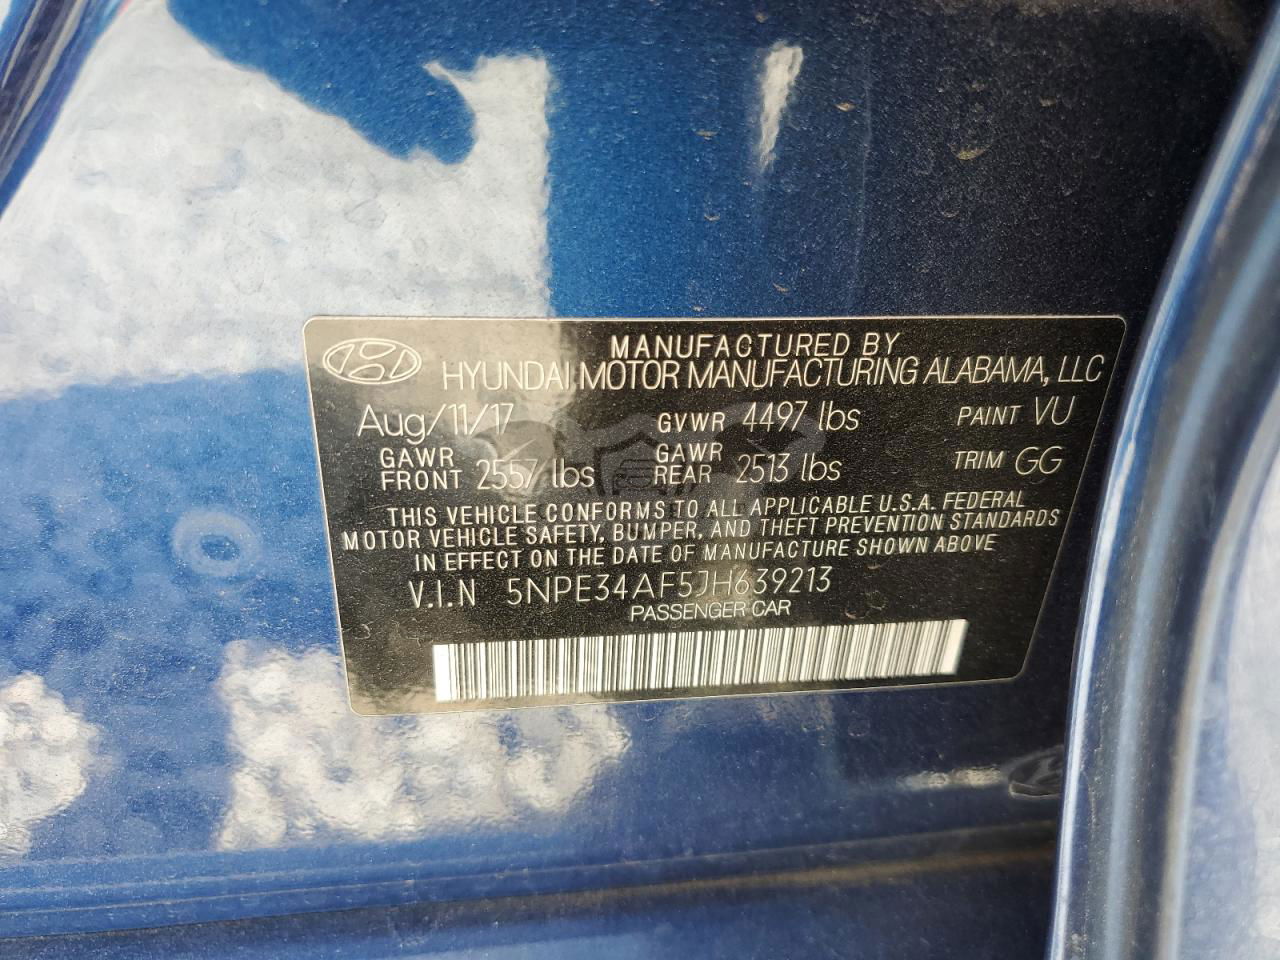 MANUFACTURED BY
HYUNDAI MOTOR MANUFACTURING ALABAMA, LLC
Aug/11/17 GVWR 4497 lbs PAINT VU
GAWR FRONT 2557 lbs GAWR REAR 2513 lbs TRIM GG
THIS VEHICLE CONFORMS TO ALL APPLICABLE U.S.A. FEDERAL
MOTOR VEHICLE SAFETY, BUMPER, AND THEFT PREVENTION STANDARDS
IN EFFECT ON THE DATE OF MANUFACTURE SHOWN ABOVE
V.I.N 5NPE34AF5JH639213
PASSENGER CAR